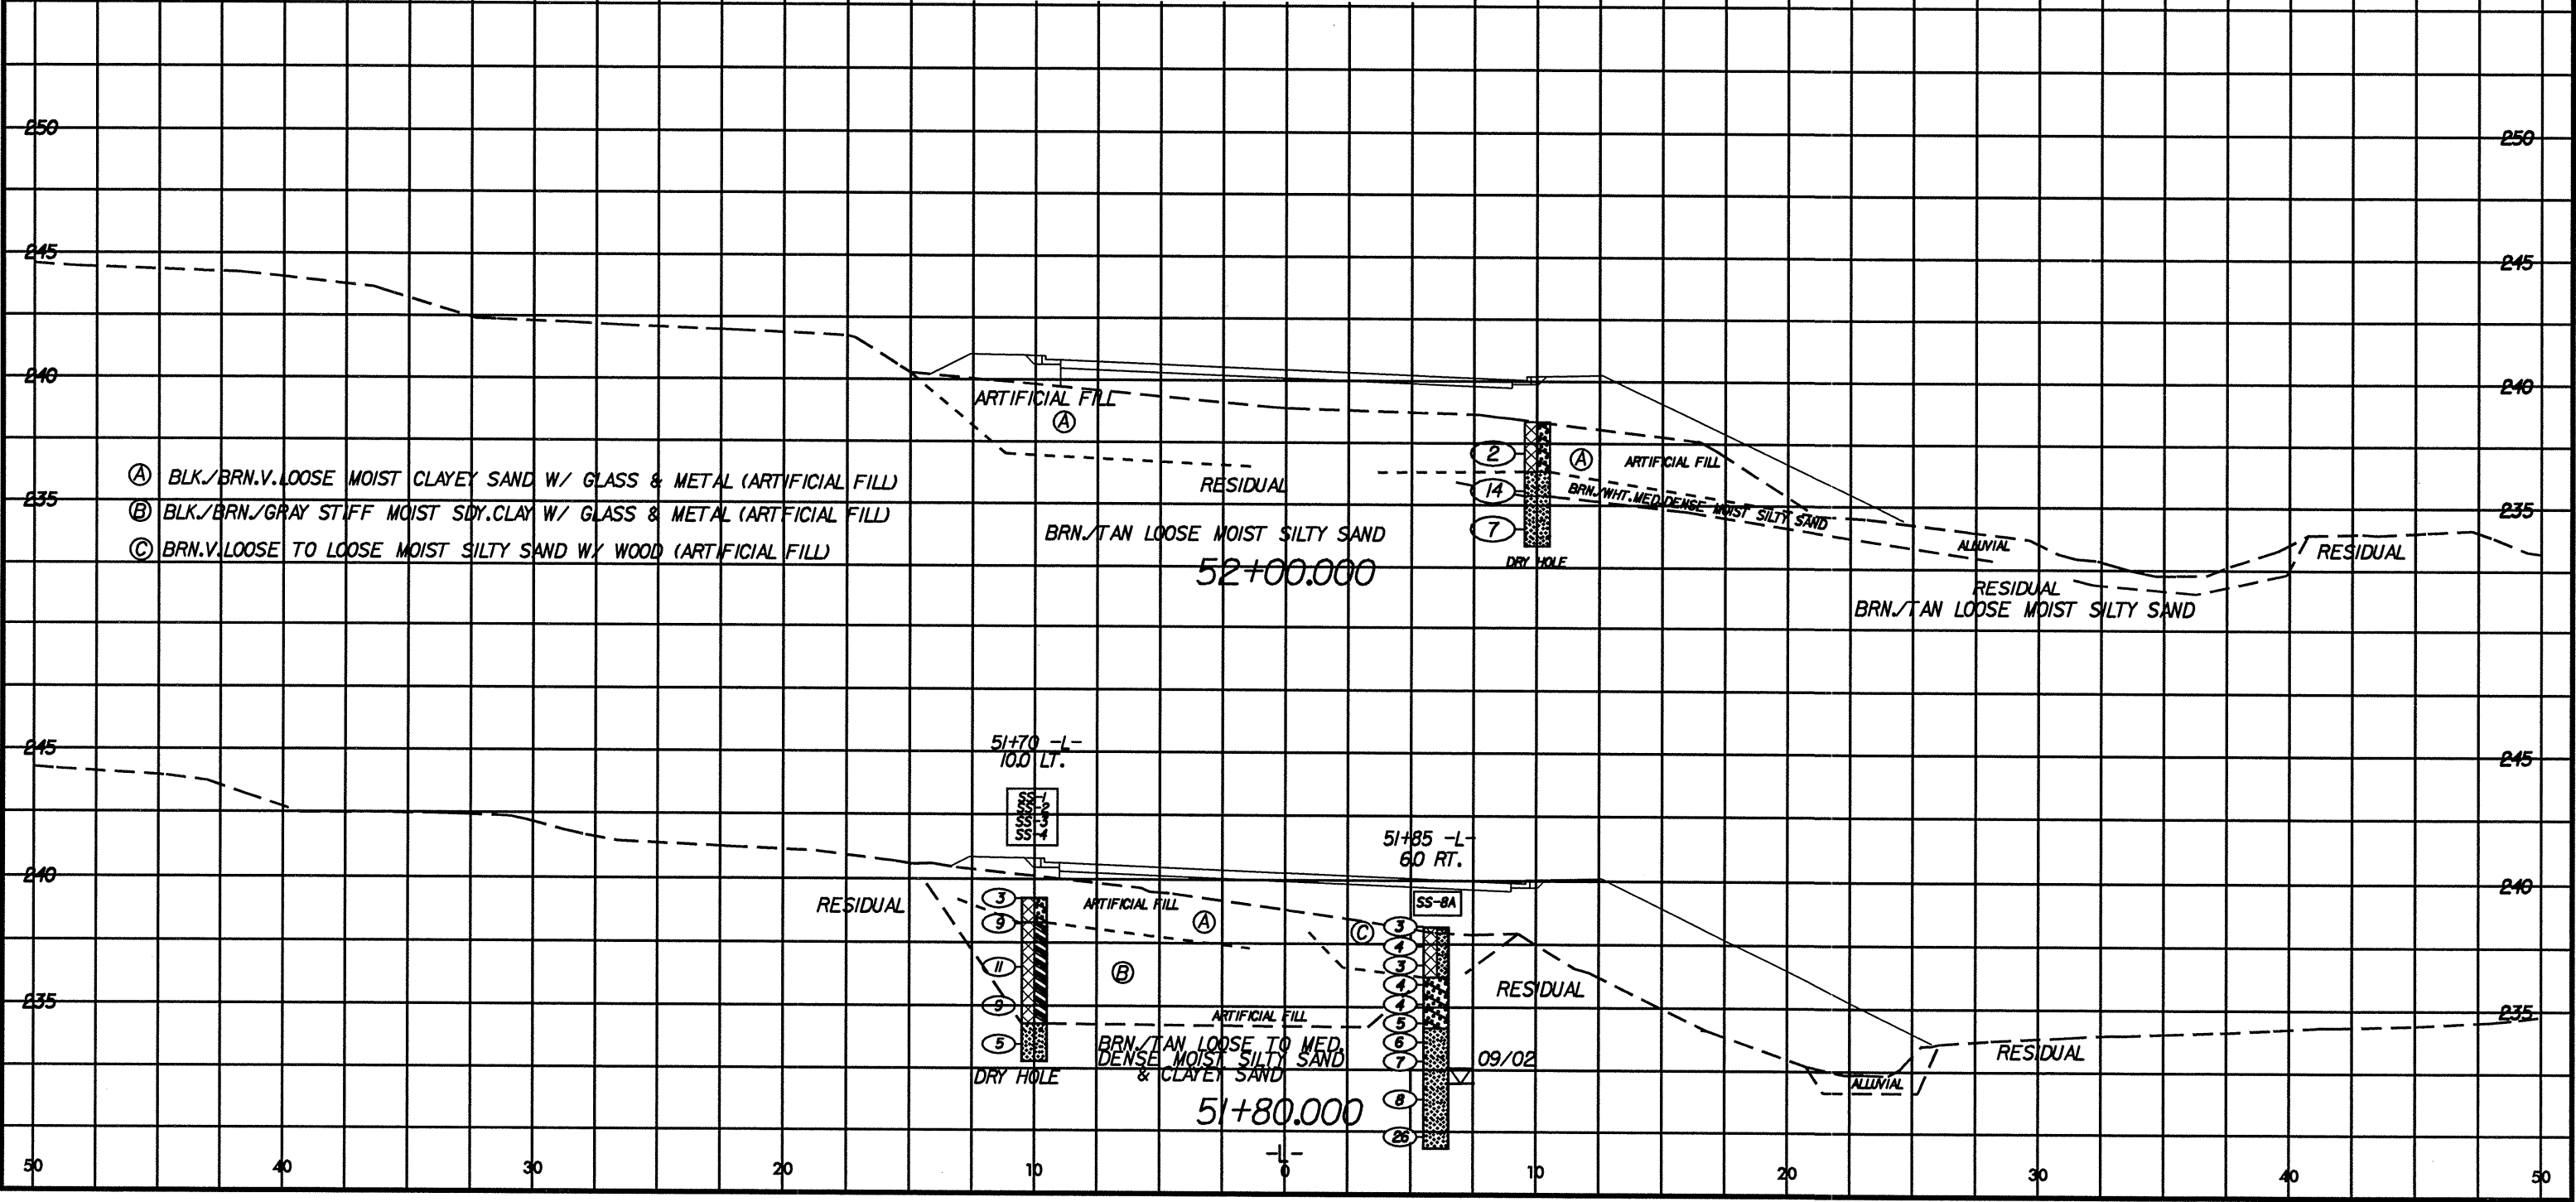 250 250
245 245
240 240
ARTIFICIAL FILL
A
2 A ARTIFICIAL FILL
A BLK./BRN.V.LOOSE MOIST CLAYEY SAND W/ GLASS & METAL (ARTIFICIAL FILL)
RESIDUAL
14 BRN./WHT.MED.DENSE MOIST SILTY SAND
235 235
B BLK./BRN./GRAY STIFF MOIST SDY.CLAY W/ GLASS & METAL (ARTIFICIAL FILL)
BRN./TAN LOOSE MOIST SILTY SAND
7
C BRN.V.LOOSE TO LOOSE MOIST SILTY SAND W/ WOOD (ARTIFICIAL FILL)
ALLUVIAL
RESIDUAL
DRY HOLE
52+00.000
RESIDUAL
BRN./TAN LOOSE MOIST SILTY SAND
245 245
51+70 -L-
10.0 LT.
SS-1
SS-2
SS-3
SS-4
51+85 -L-
6.0 RT.
240 240
RESIDUAL
3
ARTIFICIAL FILL
SS-8A
9
A
C
3
4
11
B
3
4
RESIDUAL
235 235
9
4
ARTIFICIAL FILL
5
5
BRN./TAN LOOSE TO MED.
DENSE MOIST SILTY SAND
& CLAYEY SAND
6
7
09/02
RESIDUAL
DRY HOLE
ALLUVIAL
8
51+80.000
26
-L-
50 40 30 20 10 0 10 20 30 40 50